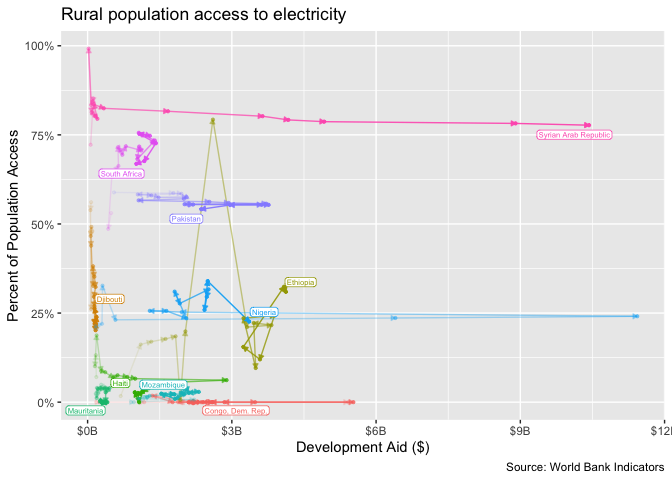 Rural population access to electricity
100%
75%
50%
25%
0%
Percent of Population Access
Syrian Arab Republic
South Africa
Pakistan
Ethiopia
Djibouti
Nigeria
Haiti
Mozambique
Mauritania
Congo, Dem. Rep.
$0B
$3B
$6B
$9B
$12B
Development Aid ($)
Source: World Bank Indicators